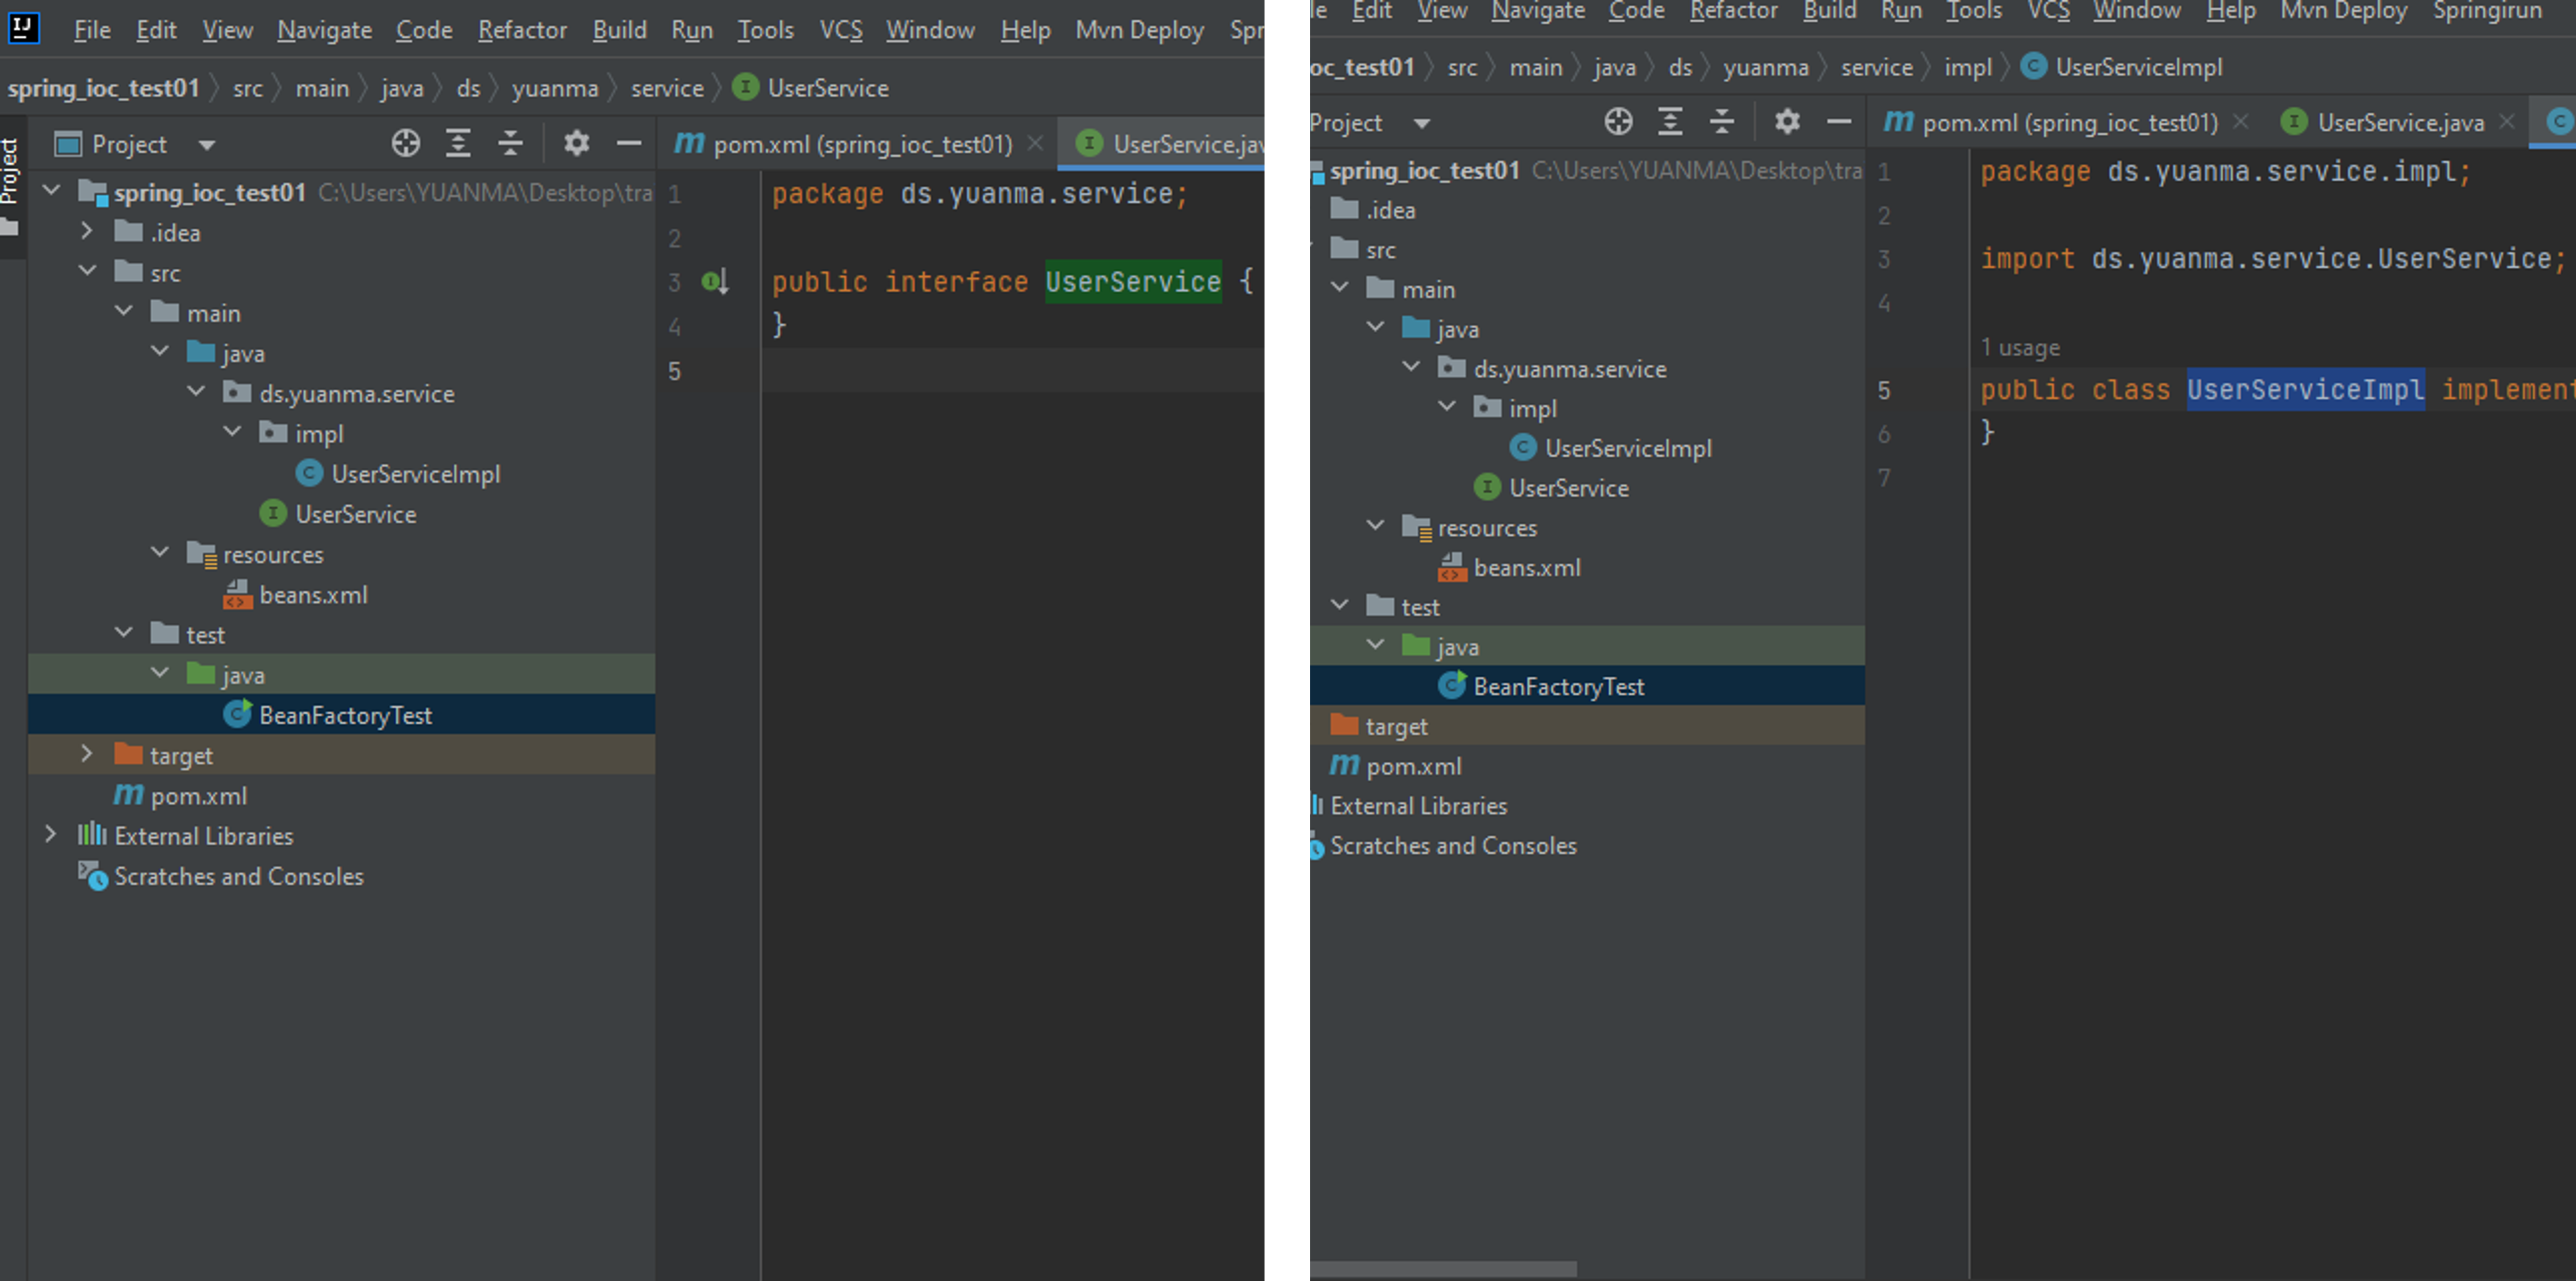 File Edit View Navigate Code Refactor Build Run Tools VCS Window Help Mvn Deploy Spr
spring_ioc_test01 src main java ds yuanma service UserService
Project
Project
pom.xml (spring_ioc_test01) UserService.jav
spring_ioc_test01 C:\Users\YUANMA\Desktop\tra
.idea
src
main
java
ds.yuanma.service
impl
UserServiceImpl
UserService
resources
beans.xml
test
java
BeanFactoryTest
target
pom.xml
External Libraries
Scratches and Consoles
1 package ds.yuanma.service;
2
3 public interface UserService {
4 }
5
le Edit View Navigate Code Refactor Build Run Tools VCS Window Help Mvn Deploy Springirun
oc_test01 src main java ds yuanma service impl UserServiceImpl
Project
pom.xml (spring_ioc_test01) UserService.java
spring_ioc_test01 C:\Users\YUANMA\Desktop\tra
.idea
src
main
java
ds.yuanma.service
impl
UserServiceImpl
UserService
resources
beans.xml
test
java
BeanFactoryTest
target
pom.xml
External Libraries
Scratches and Consoles
1 package ds.yuanma.service.impl;
2
3 import ds.yuanma.service.UserService;
4
1 usage
5 public class UserServiceImpl implement
6 }
7